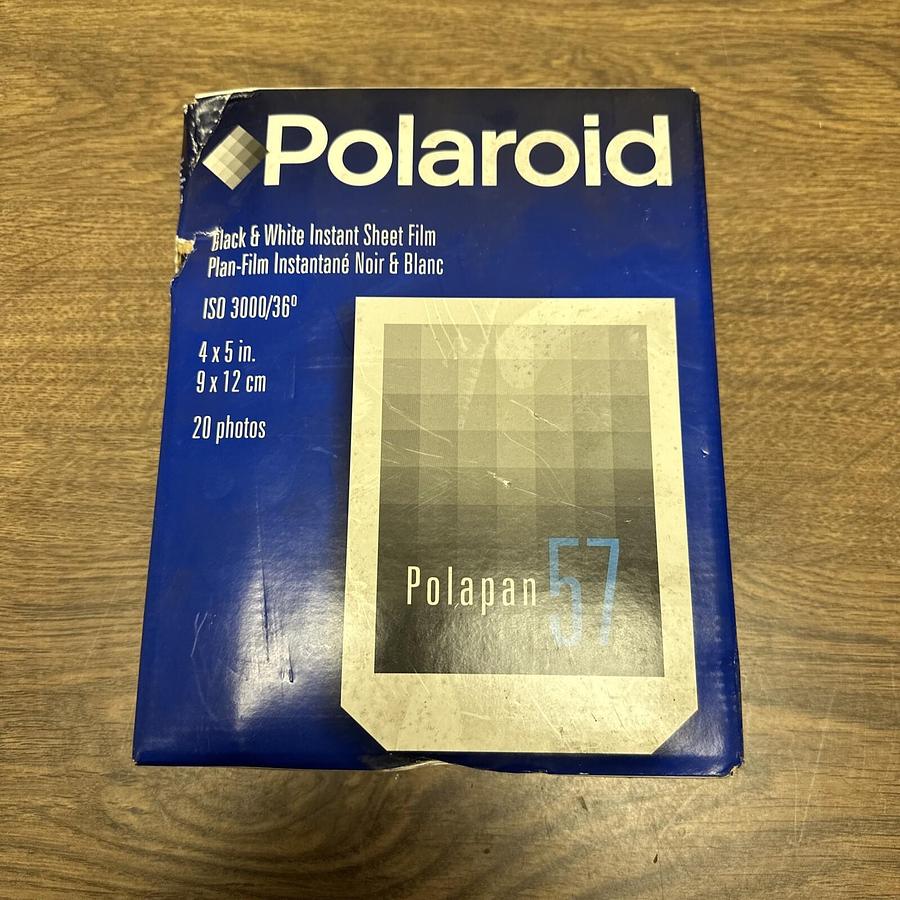 Polaroid
Black & White Instant Sheet Film
Plan-Film Instantané Noir & Blanc
ISO 3000/36º
4 x 5 in.
9 x 12 cm
20 photos
Polapan 57